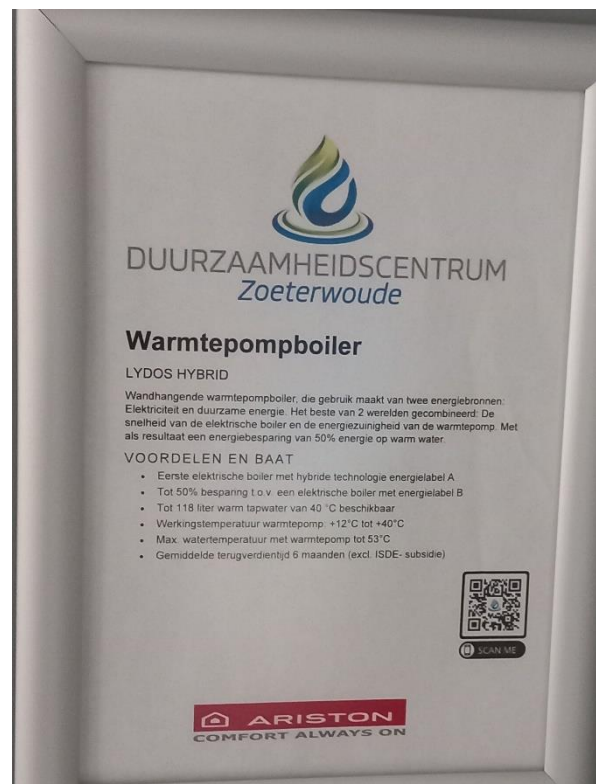 DUURZAAMHEIDSCENTRUM
Zoeterwoude
Warmtepompboiler
LYDOS HYBRID
Wandhangende warmtepompboiler, die gebruik maakt van twee energiebronnen:
Elektriciteit en duurzame energie. Het beste van 2 werelden gecombineerd: De
snelheid van de elektrische boiler en de energiezuinigheid van de warmtepomp. Met
als resultaat een energiebesparing van 50% energie op warm water.
VOORDELEN EN BAAT
• Eerste elektrische boiler met hybride technologie energielabel A
• Tot 50% besparing t.o.v. een elektrische boiler met energielabel B
• Tot 118 liter warm tapwater van 40 °C beschikbaar
• Werkingstemperatuur warmtepomp: +12°C tot +40°C
• Max. watertemperatuur met warmtepomp tot 53°C
• Gemiddelde terugverdientijd 6 maanden (excl. ISDE- subsidie)
SCAN ME
ARISTON
COMFORT ALWAYS ON